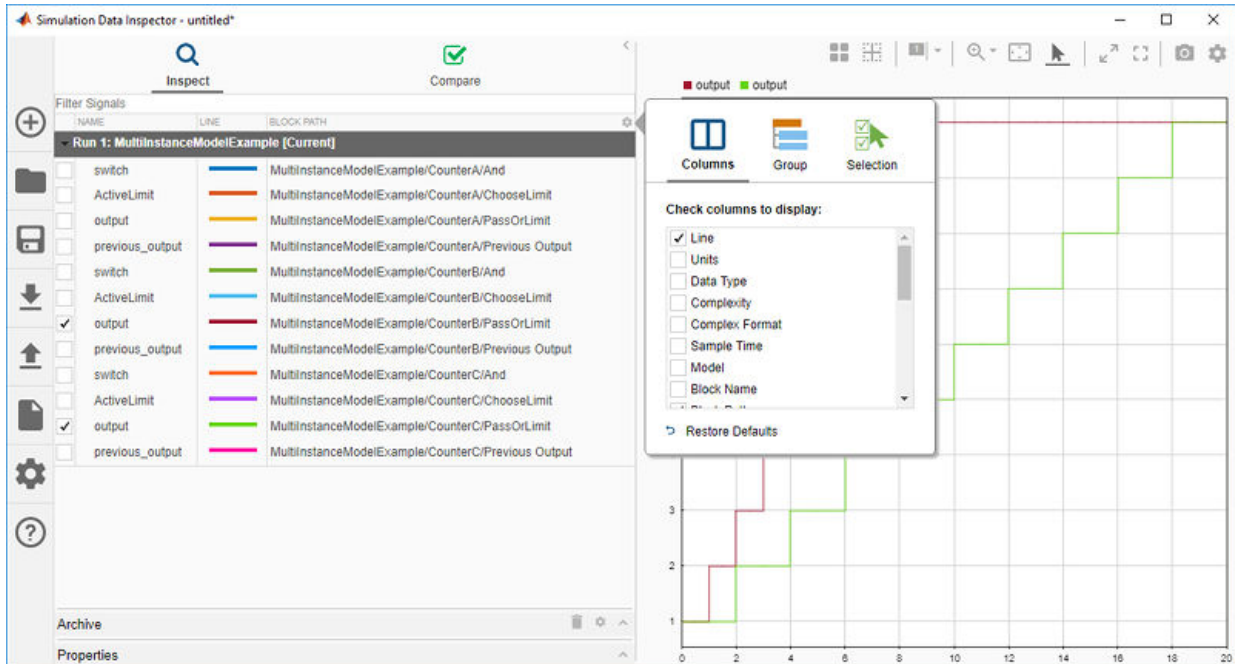 Simulation Data Inspector - untitled*
Inspect
Compare
Filter Signals
NAME LINE BLOCK PATH
Run 1: MultiInstanceModelExample [Current]
switch MultiInstanceModelExample/CounterA/And
ActiveLimit MultiInstanceModelExample/CounterA/ChooseLimit
output MultiInstanceModelExample/CounterA/PassOrLimit
previous_output MultiInstanceModelExample/CounterA/Previous Output
switch MultiInstanceModelExample/CounterB/And
ActiveLimit MultiInstanceModelExample/CounterB/ChooseLimit
output MultiInstanceModelExample/CounterB/PassOrLimit
previous_output MultiInstanceModelExample/CounterB/Previous Output
switch MultiInstanceModelExample/CounterC/And
ActiveLimit MultiInstanceModelExample/CounterC/ChooseLimit
output MultiInstanceModelExample/CounterC/PassOrLimit
previous_output MultiInstanceModelExample/CounterC/Previous Output
Archive
Properties
1
output output
Columns Group Selection
Check columns to display:
Line
Units
Data Type
Complexity
Complex Format
Sample Time
Model
Block Name
Restore Defaults
3
2
1
0 2 4 6 8 10 12 14 16 18 20